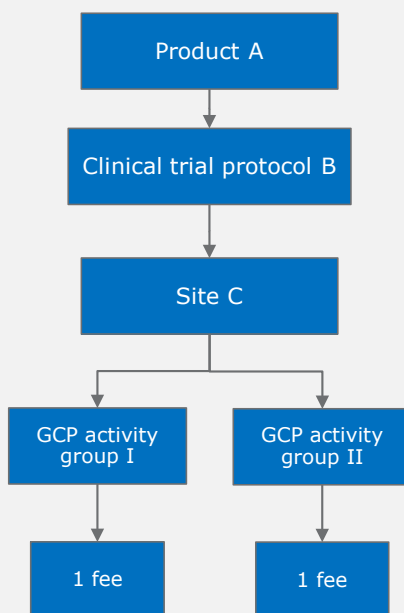 Product A
Clinical trial protocol B
Site C
GCP activity
group I
GCP activity
group II
1 fee
1 fee